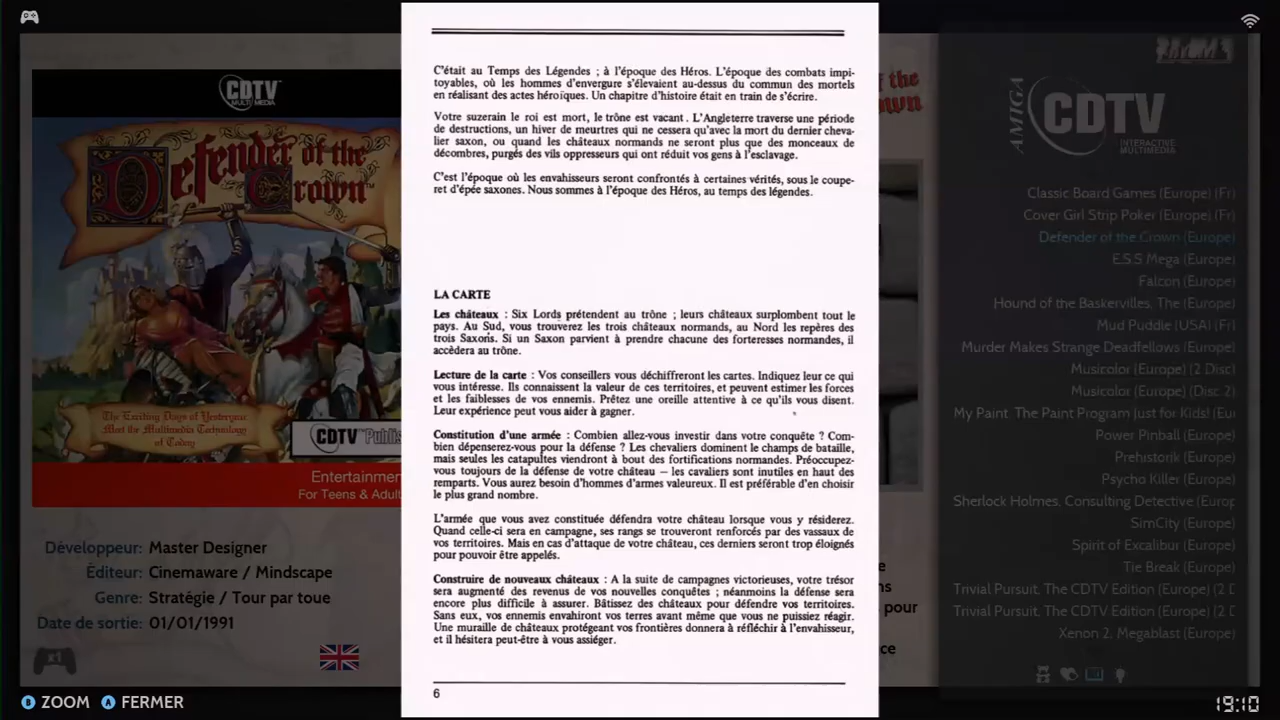 C'était au Temps des Légendes ; à l'époque des Héros. L'époque des combats impi-
toyables, où les hommes d'envergure s'élevaient au-dessus du commun des mortels
en réalisant des actes héroïques. Un chapitre d'histoire était en train de s'écrire.
Votre suzerain le roi est mort, le trône est vacant. L'Angleterre traverse une période
de destructions, un hiver de meurtres qui ne cessera qu'avec la mort du dernier cheva-
lier saxon, ou quand les châteaux normands ne seront plus que des monceaux de
décombres, purgés des vils oppresseurs qui ont réduit vos gens à l'esclavage.
C'est l'époque où les envahisseurs seront confrontés à certaines vérités, sous le coupe-
ret d'épée saxones. Nous sommes à l'époque des Héros, au temps des légendes.
LA CARTE
Les châteaux : Six Lords prétendent au trône ; leurs châteaux surplombent tout le
pays. Au Sud, vous trouverez les trois châteaux normands, au Nord les repères des
trois Saxons. Si un Saxon parvient à prendre chacune des forteresses normandes, il
accèdera au trône.
Lecture de la carte : Vos conseillers vous déchiffreront les cartes. Indiquez leur ce qui
vous intéresse. Ils connaissent la valeur de ces territoires, et peuvent estimer les forces
et les faiblesses de vos ennemis. Prêtez une oreille attentive à ce qu'ils vous disent.
Leur expérience peut vous aider à gagner.
Constitution d'une armée : Combien allez-vous investir dans votre conquête ? Com-
bien dépenserez-vous pour la défense ? Les chevaliers dominent le champs de bataille,
mais seules les catapultes viendront à bout des fortifications normandes. Préoccupez-
vous toujours de la défense de votre château – les cavaliers sont inutiles en haut des
remparts. Vous aurez besoin d'hommes d'armes valeureux. Il est préférable d'en choisir
le plus grand nombre.
L'armée que vous avez constituée défendra votre château lorsque vous y résiderez.
Quand celle-ci sera en campagne, ses rangs se trouveront renforcés par des vassaux de
vos territoires. Mais en cas d'attaque de votre château, ces derniers seront trop éloignés
pour pouvoir être appelés.
Construire de nouveaux châteaux : A la suite de campagnes victorieuses, votre trésor
sera augmenté des revenus de vos nouvelles conquêtes ; néanmoins la défense sera
encore plus difficile à assurer. Bâtissez des châteaux pour défendre vos territoires.
Sans eux, vos ennemis envahiront vos terres avant même que vous ne puissiez réagir.
Une muraille de châteaux protégeant vos frontières donnera à réfléchir à l'envahisseur,
et il hésitera peut-être à vous assiéger.
6
CDTV
MULTI MEDIA
Defender of the
Crown
The Exciting Days of Yesteryear
Meet the Multimedia Technology
of Today
CDTV Publis
Entertainmen
For Teens & Adul
Développeur: Master Designer
Éditeur: Cinemaware / Mindscape
Genre: Stratégie / Tour par toue
Date de sortie: 01/01/1991
x1
B ZOOM A FERMER
of the
own
pour
AMIGA
CDTV
INTERACTIVE
MULTIMEDIA
Classic Board Games (Europe) (Fr)
Cover Girl Strip Poker (Europe) (Fr)
Defender of the Crown (Europe)
E.S.S Mega (Europe)
Falcon (Europe)
Hound of the Baskervilles, The (Europe)
Mud Puddle (USA) (Fr)
Murder Makes Strange Deadfellows (Europe)
Musicolor (Europe) (2 Disc)
Musicolor (Europe) (Disc 2)
My Paint. The Paint Program Just for Kids! (Eur
Power Pinball (Europe)
Prehistorik (Europe)
Psycho Killer (Europe)
Sherlock Holmes, Consulting Detective (Europ
SimCity (Europe)
Spirit of Excalibur (Europe)
Tie Break (Europe)
Trivial Pursuit. The CDTV Edition (Europe) (2 D
Trivial Pursuit. The CDTV Edition (Europe) (2 D
Xenon 2. Megablast (Europe)
19:10